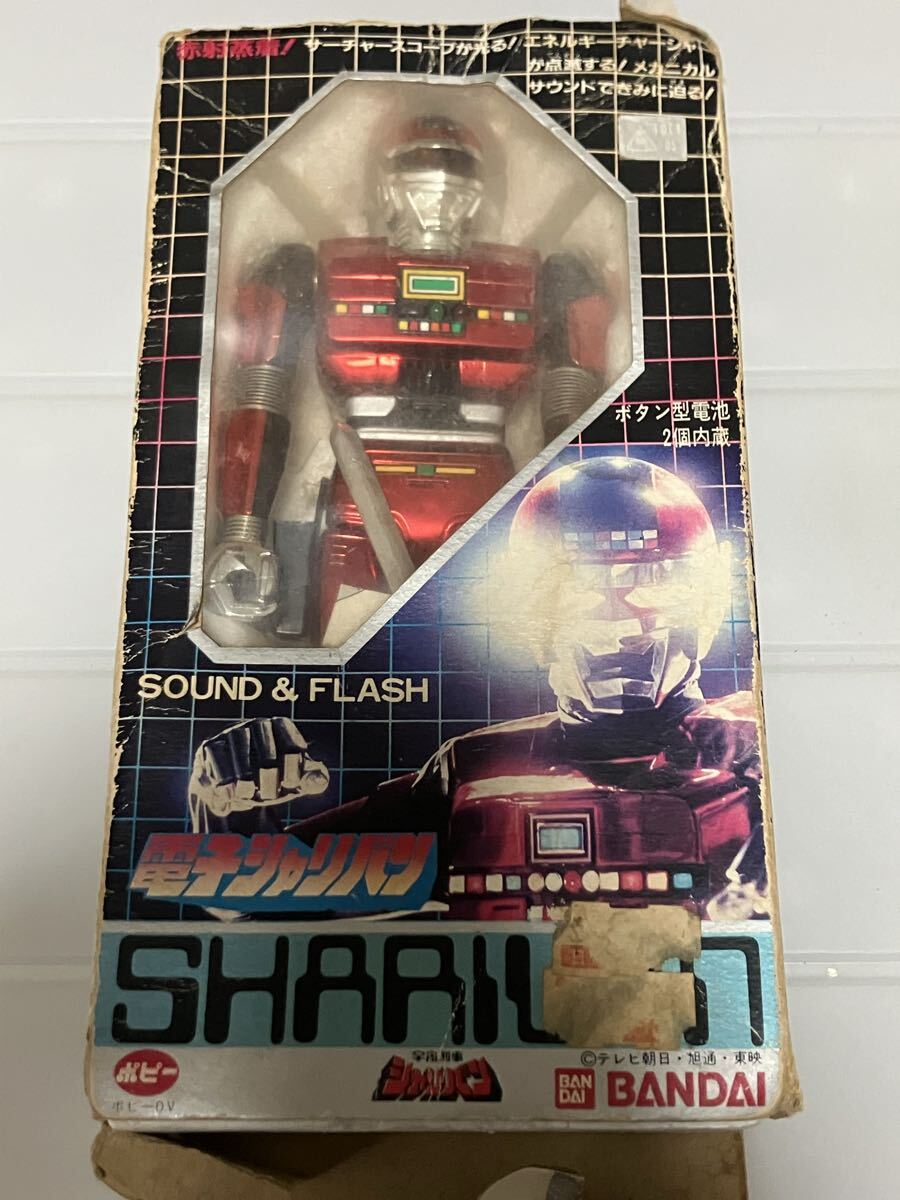 赤射蒸着! サーチャースコープが光る! エネルギーチャージャー
が点滅する! メカニカル
サウンドできみに迫る!
ボタン型電池
2個内蔵
SOUND & FLASH
電子シャリバン
宇宙刑事
シャリバン
©テレビ朝日・旭通・東映
ポピー
ポピーDV
BAN
DAI
BANDAI